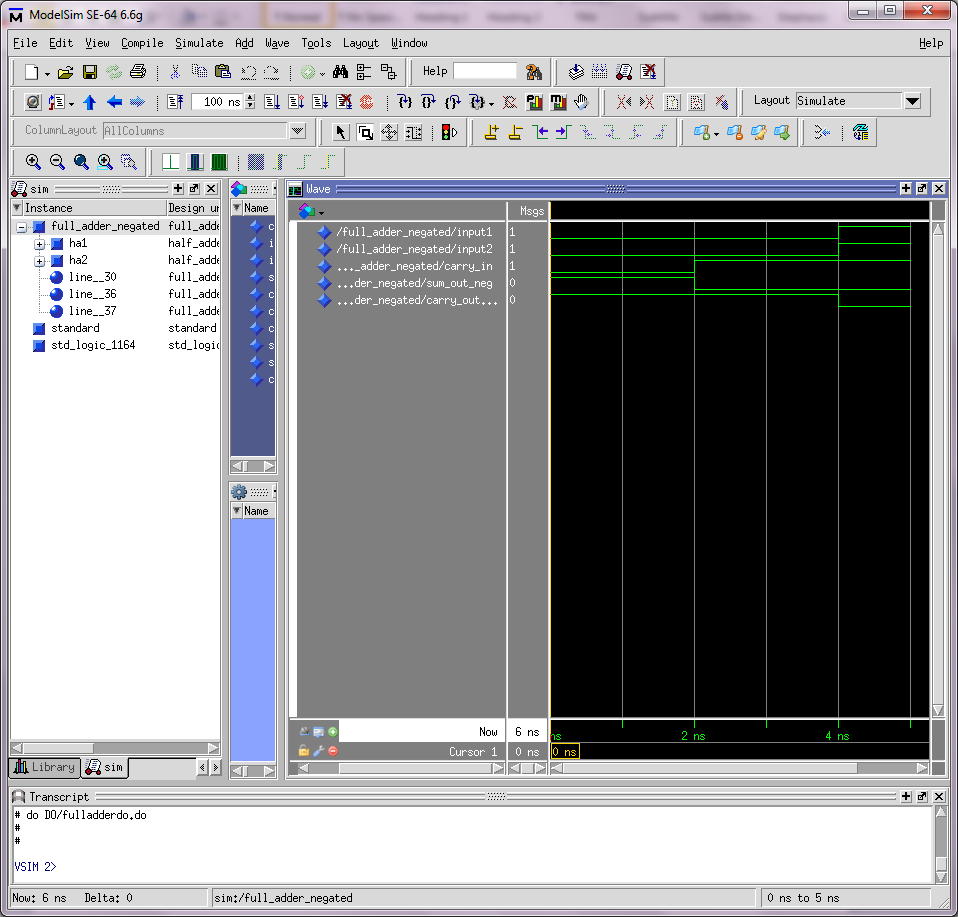 ModelSim SE-64 6.6g
File Edit View Compile Simulate Add Wave Tools Layout Window Help
Help
100 ns Layout Simulate
ColumnLayout AllColumns
sim
Instance Design un
full_adder_negated full_adde
ha1 half_adde
ha2 half_adde
line__30 full_adde
line__36 full_adde
line__37 full_adde
standard standard
std_logic_1164 std_logic
Library sim
Name
c
i
i
s
c
c
c
s
s
c
Name
Wave
Msgs
/full_adder_negated/input1 1
/full_adder_negated/input2 1
..._adder_negated/carry_in 1
...der_negated/sum_out_neg 0
...der_negated/carry_out... 0
Now 6 ns ns 2 ns 4 ns
Cursor 1 0 ns 0 ns
Transcript
# do DO/fulladderdo.do
#
#
VSIM 2>
Now: 6 ns Delta: 0 sim:/full_adder_negated 0 ns to 5 ns